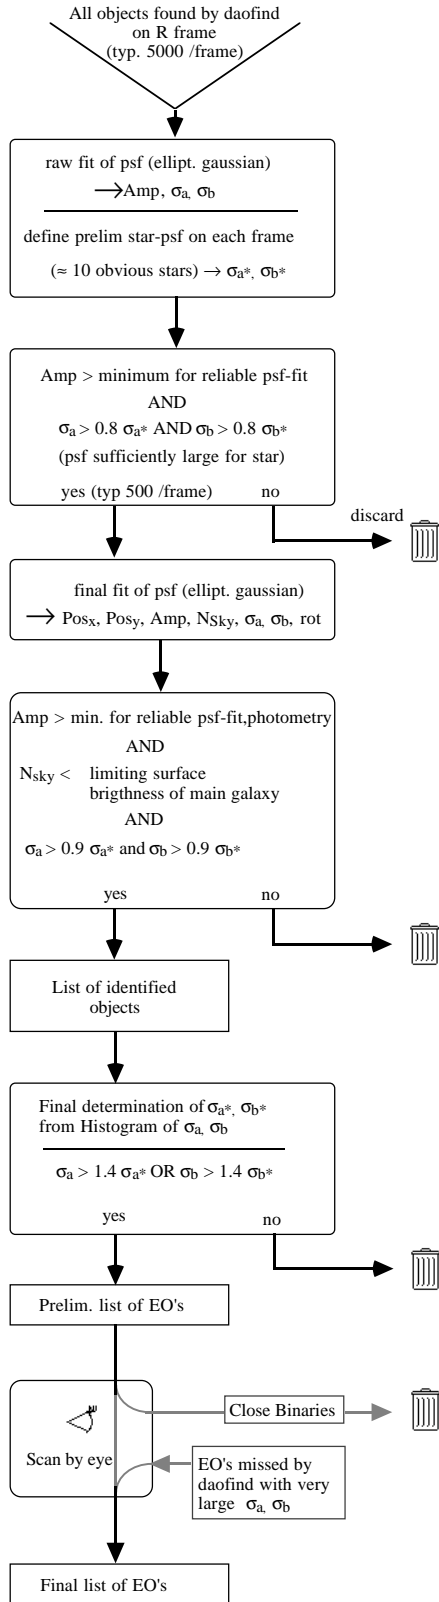 All objects found by daofind
on R frame
(typ. 5000 /frame)
raw fit of psf (ellipt. gaussian)
→Amp, σa, σb
define prelim star-psf on each frame
(≈ 10 obvious stars) → σa*, σb*
Amp > minimum for reliable psf-fit
AND
σa > 0.8 σa* AND σb > 0.8 σb*
(psf sufficiently large for star)
yes (typ 500 /frame) no
discard
final fit of psf (ellipt. gaussian)
→ Posx, Posy, Amp, NSky, σa, σb, rot
Amp > min. for reliable psf-fit,photometry
AND
Nsky < limiting surface
brigthness of main galaxy
AND
σa > 0.9 σa* and σb > 0.9 σb*
yes no
List of identified
objects
Final determination of σa*, σb*
from Histogram of σa, σb
σa > 1.4 σa* OR σb > 1.4 σb*
yes no
Prelim. list of EO's
Close Binaries
Scan by eye
EO's missed by
daofind with very
large σa, σb
Final list of EO's